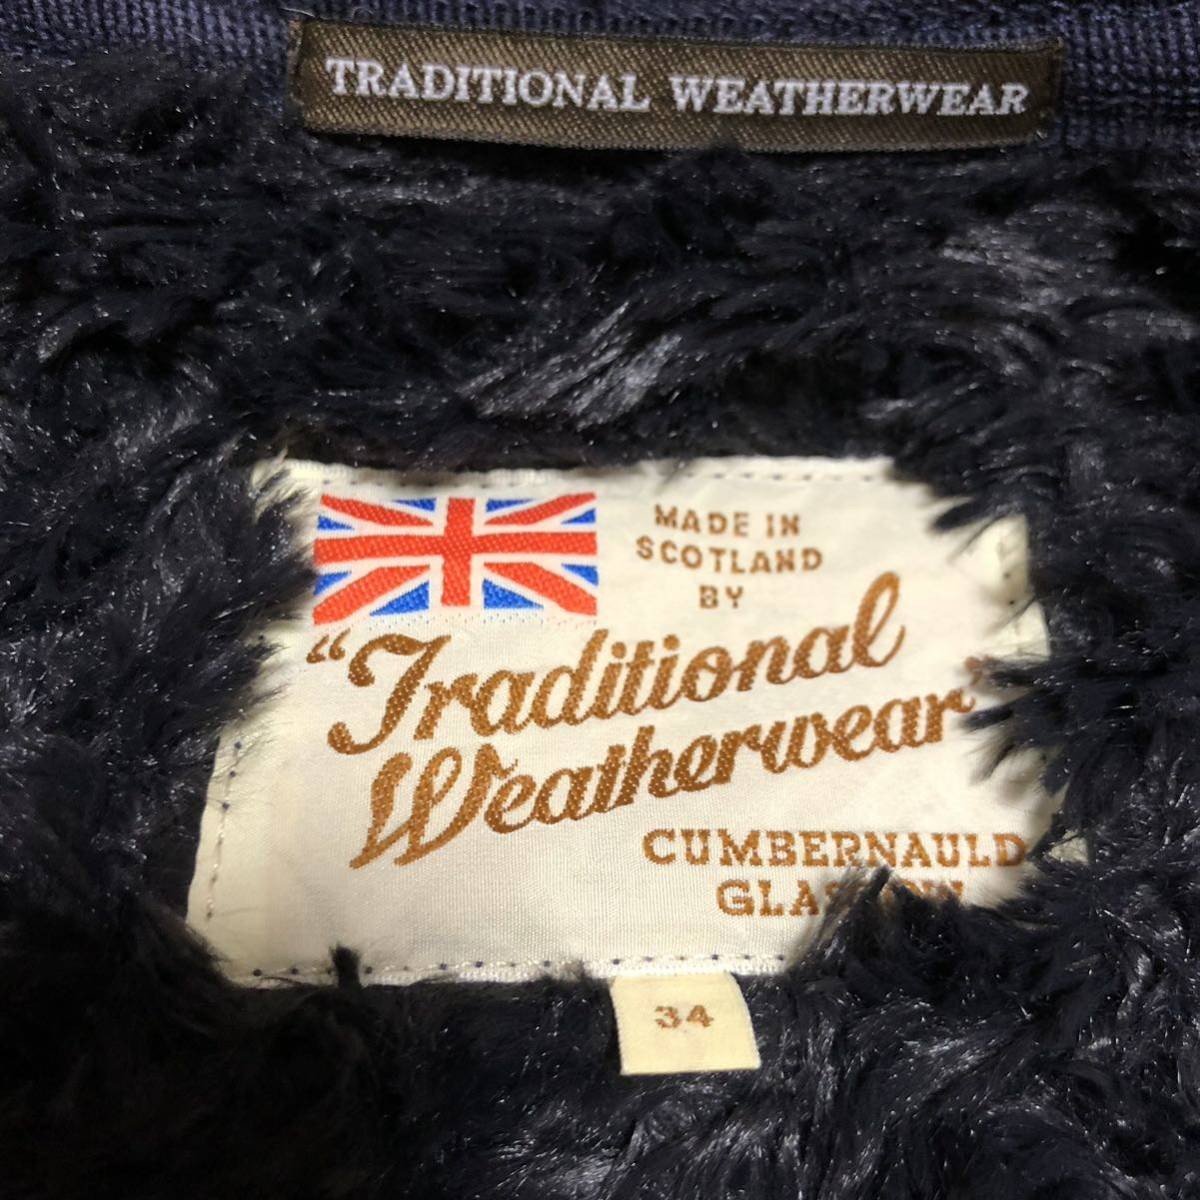 TRADITIONAL WEATHERWEAR
MADE IN
SCOTLAND
BY
"Traditional
Weatherwear"
CUMBERNAULD
34